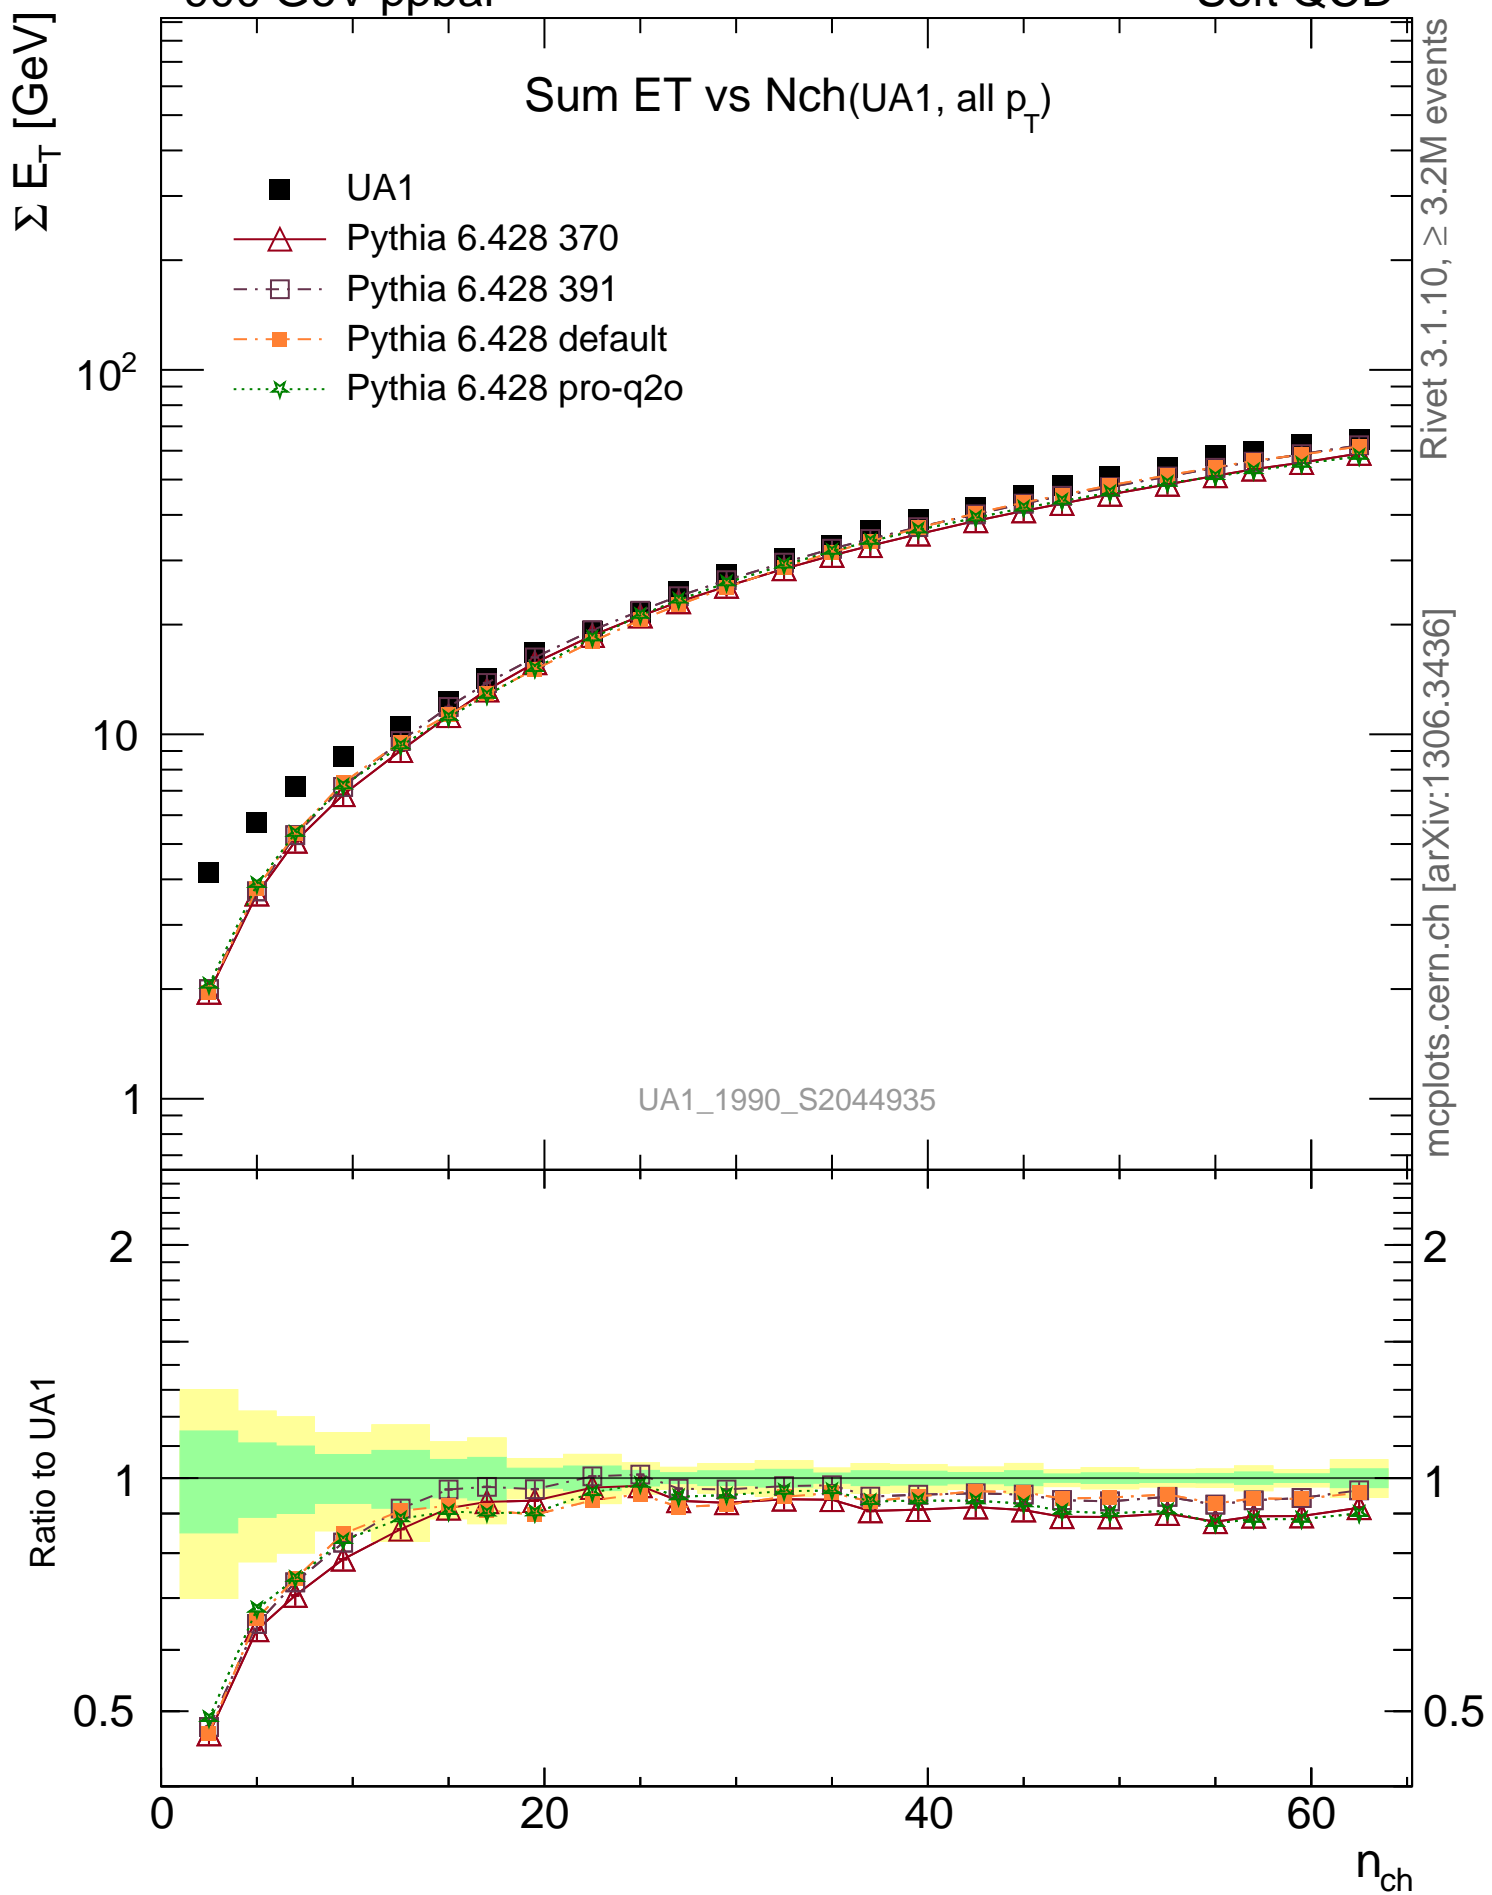 Σ E_T [GeV]
Sum ET vs Nch (UA1, all p_T)
UA1
Pythia 6.428 370
Pythia 6.428 391
Pythia 6.428 default
Pythia 6.428 pro-q2o
10²
10
1
UA1_1990_S2044935
Rivet 3.1.10, ≥ 3.2M events
mcplots.cern.ch [arXiv:1306.3436]
Ratio to UA1
2
1
0.5
2
1
0.5
0
20
40
60
n_ch